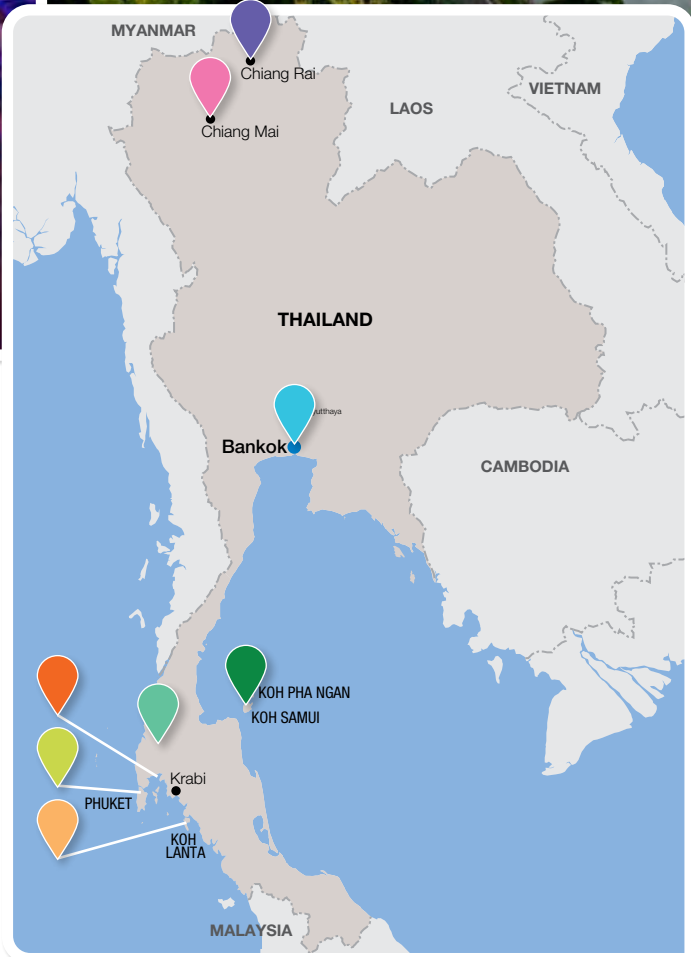 MYANMAR
Chiang Rai
VIETNAM
LAOS
Chiang Mai
THAILAND
utthaya
Bankok
CAMBODIA
KOH PHA NGAN
KOH SAMUI
Krabi
PHUKET
KOH
LANTA
MALAYSIA